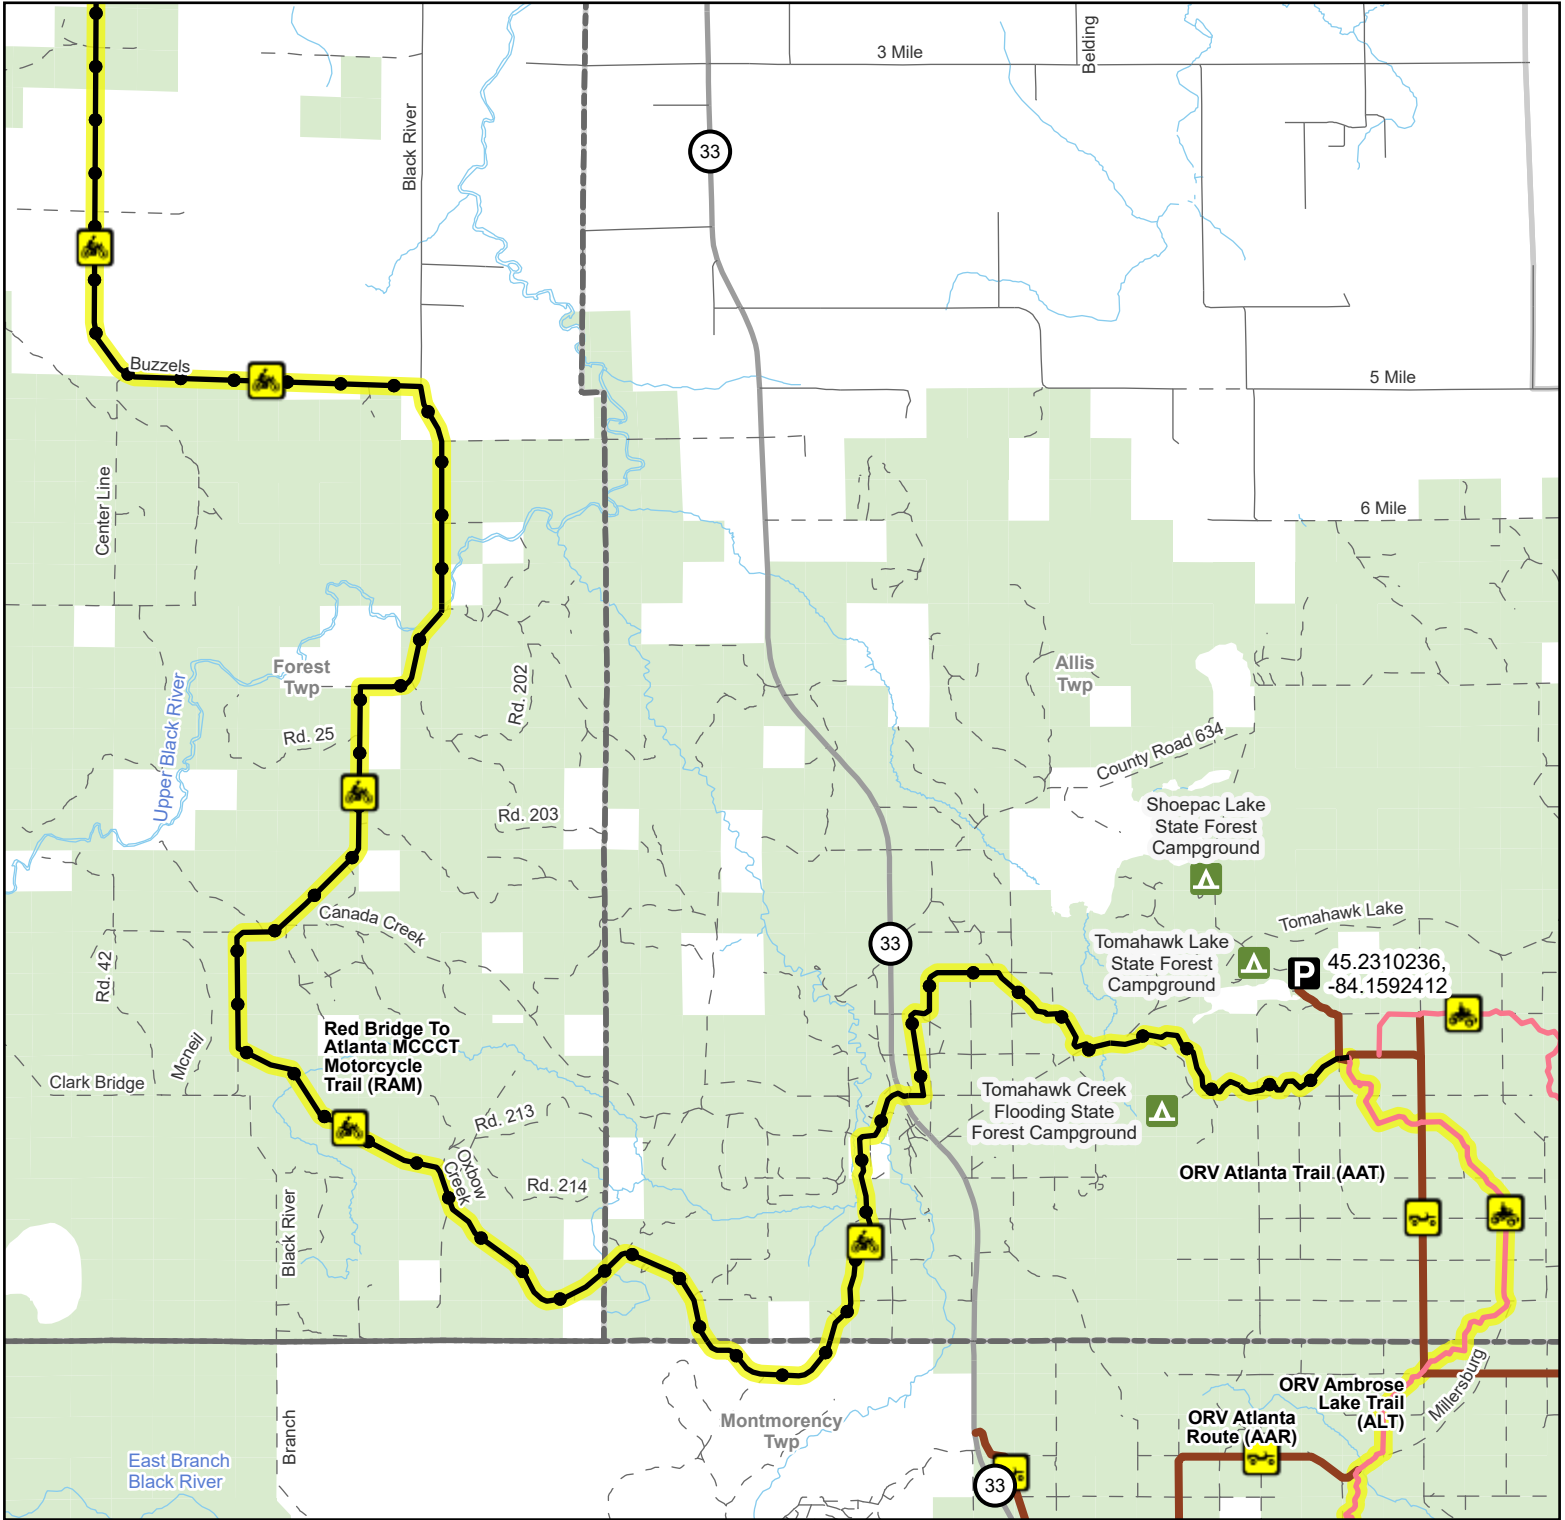 3 Mile
Belding
Black River
33
Buzzels
5 Mile
Center Line
6 Mile
Forest
Twp
Rd. 202
Allis
Twp
Upper Black River
Rd. 25
County Road 634
Rd. 203
Shoepac Lake
State Forest
Campground
Canada Creek
Tomahawk Lake
33
Rd. 42
Tomahawk Lake
State Forest
Campground
P
45.2310236,
-84.1592412
Red Bridge To
Atlanta MCCCT
Motorcycle
Trail (RAM)
Mcneil
Clark Bridge
Tomahawk Creek
Flooding State
Forest Campground
Rd. 213
Oxbow
Creek
Rd. 214
ORV Atlanta Trail (AAT)
Black River
ORV Ambrose
Lake Trail
(ALT)
Millersburg
Montmorency
Twp
ORV Atlanta
Route (AAR)
Branch
East Branch
Black River
33